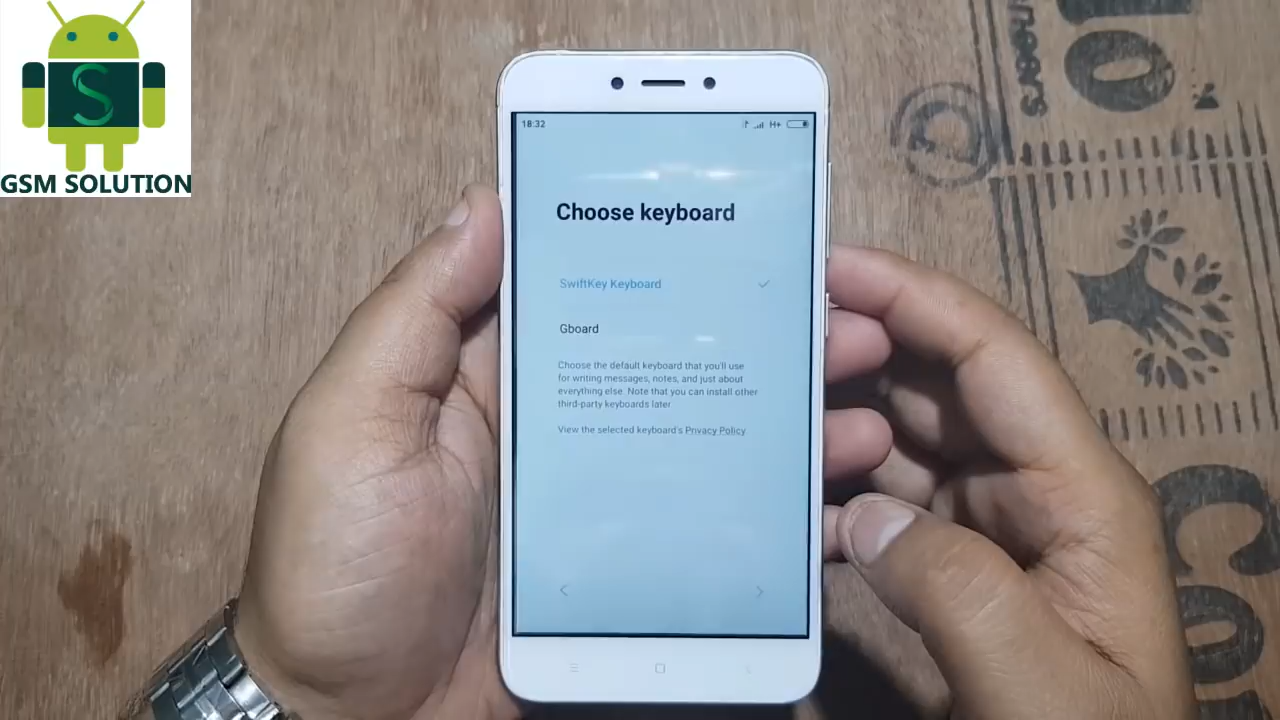 GSM SOLUTION
18:32
H+
Choose keyboard
SwiftKey Keyboard
Gboard
Choose the default keyboard that you'll use
for writing messages, notes, and just about
everything else. Note that you can install other
third-party keyboards later.
View the selected keyboard's Privacy Policy